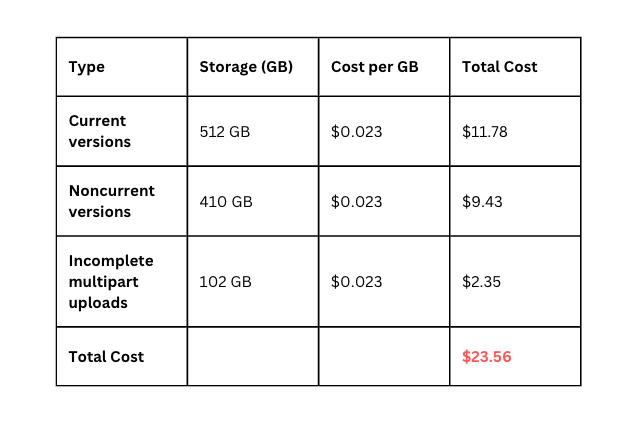 Type Storage (GB) Cost per GB Total Cost
Current
versions
512 GB $0.023 $11.78
Noncurrent
versions
410 GB $0.023 $9.43
Incomplete
multipart
uploads
102 GB $0.023 $2.35
Total Cost $23.56